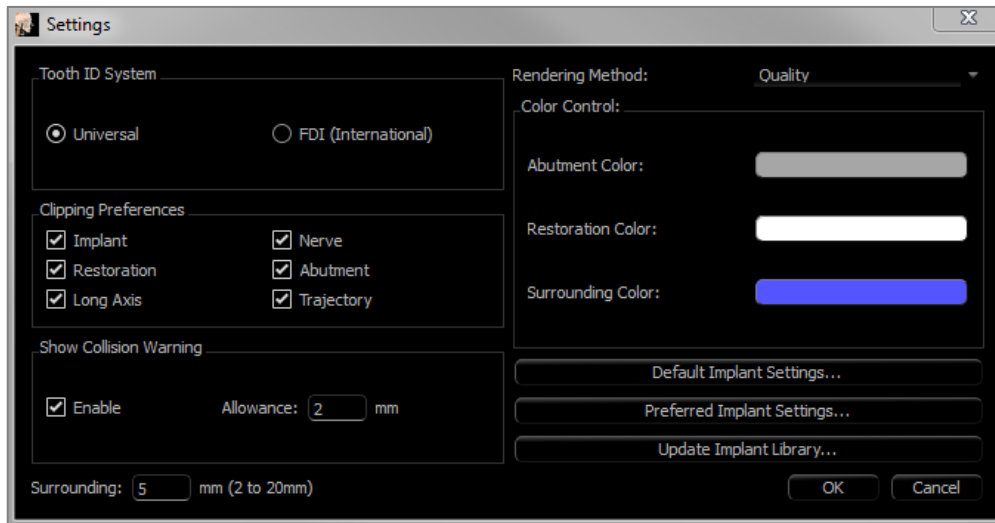 Settings
Tooth ID System
Universal
FDI (International)
Clipping Preferences
Implant
Nerve
Restoration
Abutment
Long Axis
Trajectory
Show Collision Warning
Enable
Allowance: 2 mm
Surrounding: 5 mm (2 to 20mm)
Rendering Method: Quality
Color Control:
Abutment Color:
Restoration Color:
Surrounding Color:
Default Implant Settings...
Preferred Implant Settings...
Update Implant Library...
OK
Cancel